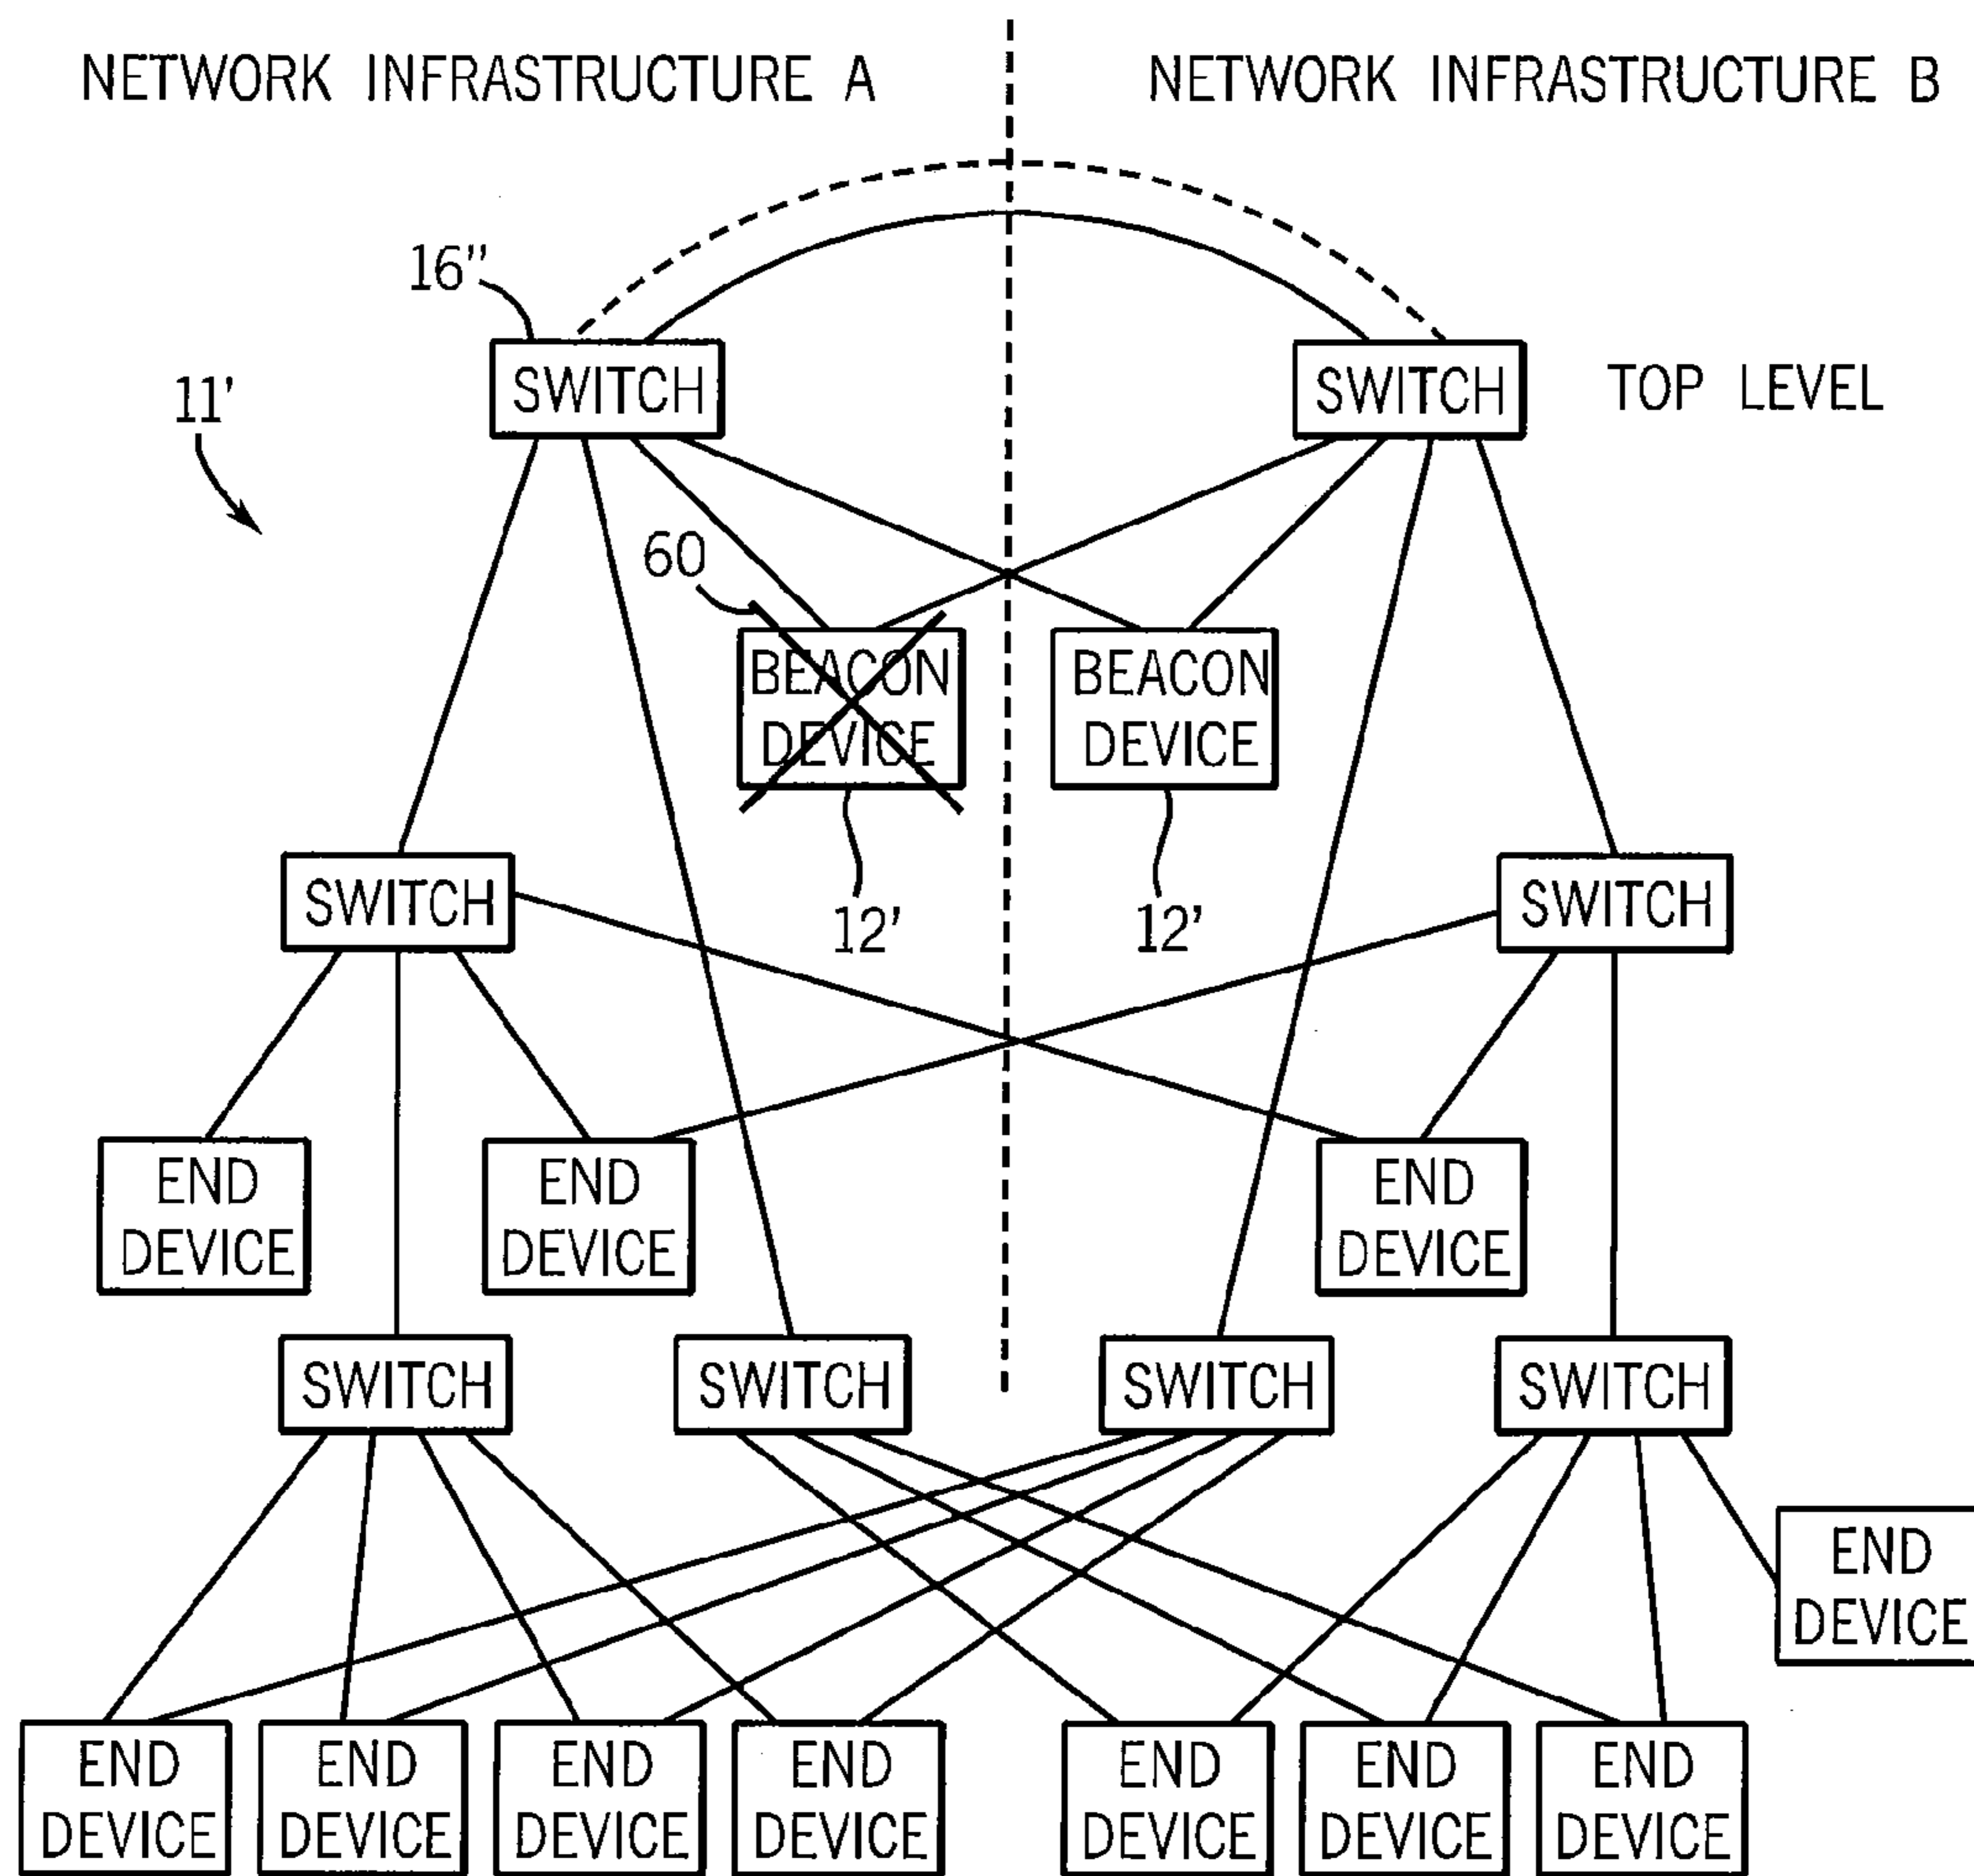 NETWORK INFRASTRUCTURE A
NETWORK INFRASTRUCTURE B
16"
SWITCH
SWITCH
TOP LEVEL
11'
60
BEACON
DEVICE
BEACON
DEVICE
12'
12'
SWITCH
SWITCH
END
DEVICE
END
DEVICE
END
DEVICE
SWITCH
SWITCH
SWITCH
SWITCH
END
DEVICE
END
DEVICE
END
DEVICE
END
DEVICE
END
DEVICE
END
DEVICE
END
DEVICE
END
DEVICE